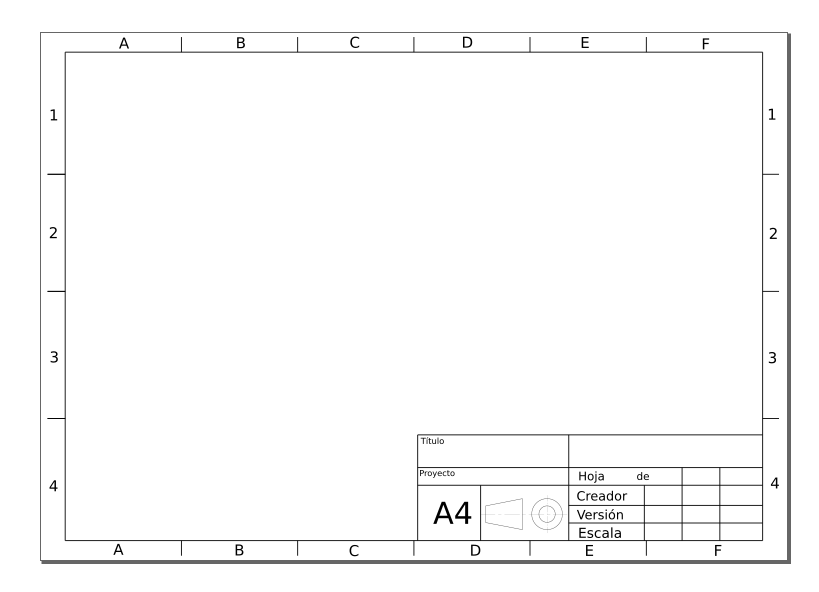 A B C D E F
1 1
2 2
3 3
Título
Proyecto
Hoja de
4 4
A4
Creador
Versión
Escala
A B C D E F